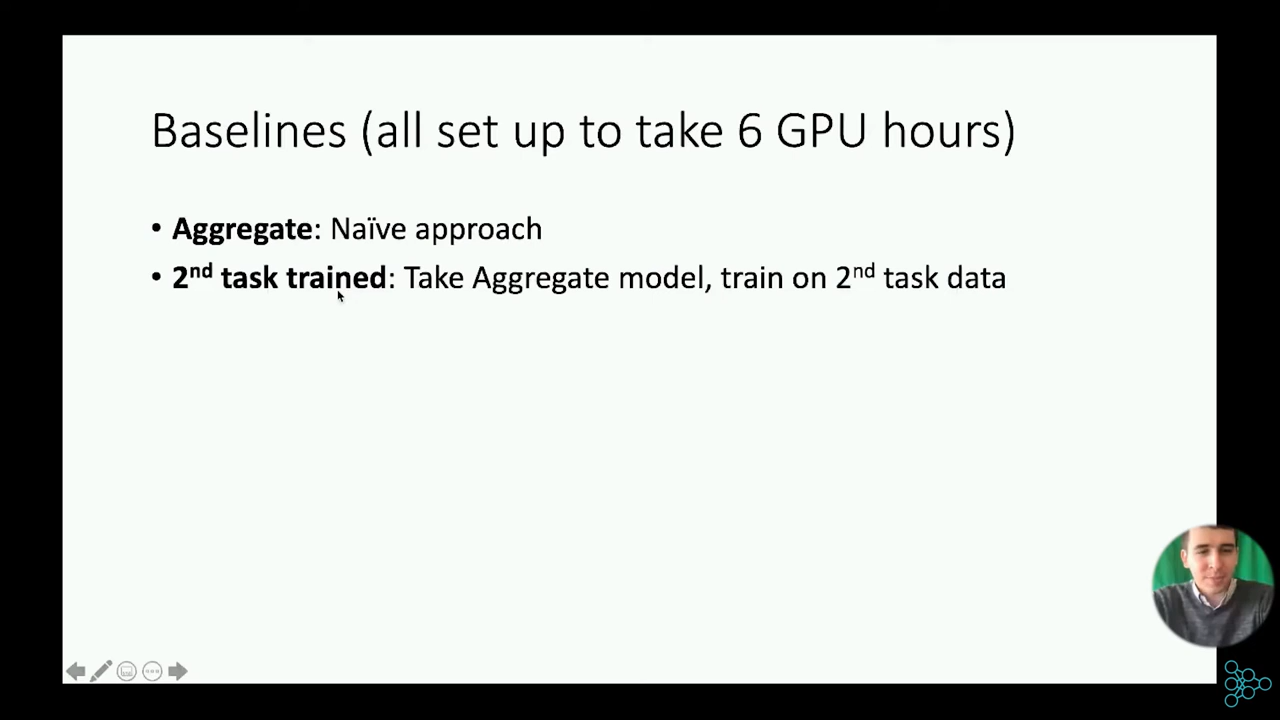 Baselines (all set up to take 6 GPU hours)
• Aggregate: Naïve approach
• 2nd task trained: Take Aggregate model, train on 2nd task data